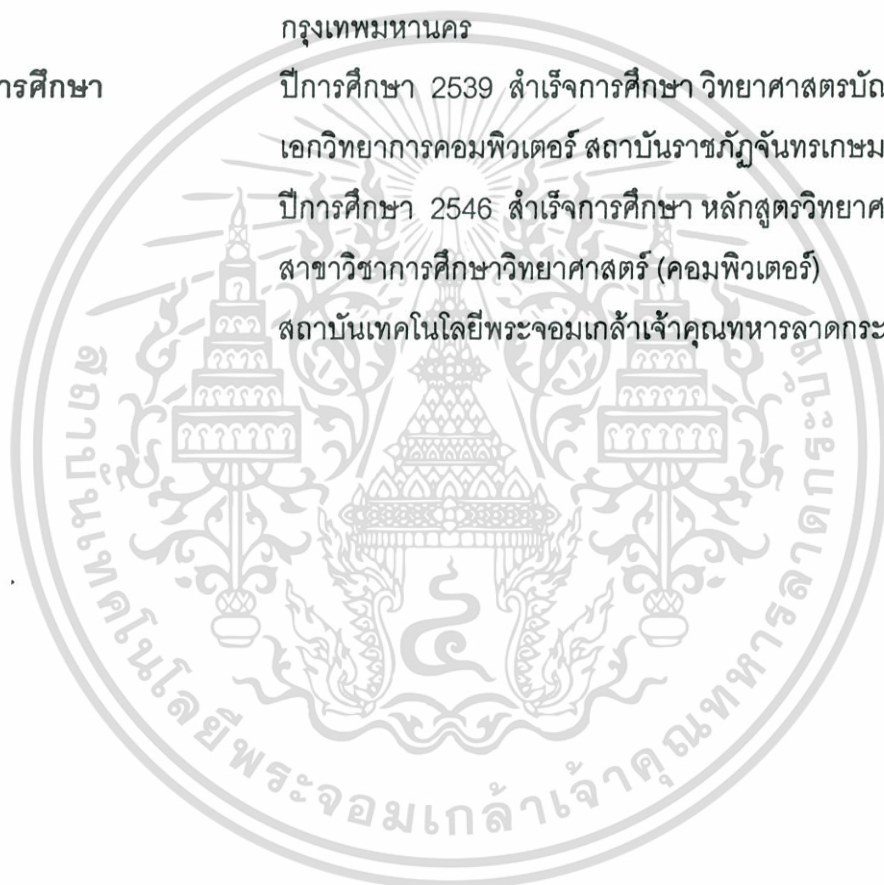 กรุงเทพมหานคร
ารศึกษา ปีการศึกษา 2539 สำเร็จการศึกษา วิทยาศาสตรบัณ
เอกวิทยาการคอมพิวเตอร์ สถาบันราชภัฏจันทรเกษม
ปีการศึกษา 2546 สำเร็จการศึกษา หลักสูตรวิทยาศ
สาขาวิชาการศึกษาวิทยาศาสตร์ (คอมพิวเตอร์)
สถาบันเทคโนโลยีพระจอมเกล้าเจ้าคุณทหารลาดกระ
สถาบันเทคโนโลยีพระจอมเกล้าเจ้าคุณทหารลาดกระบัง
๔